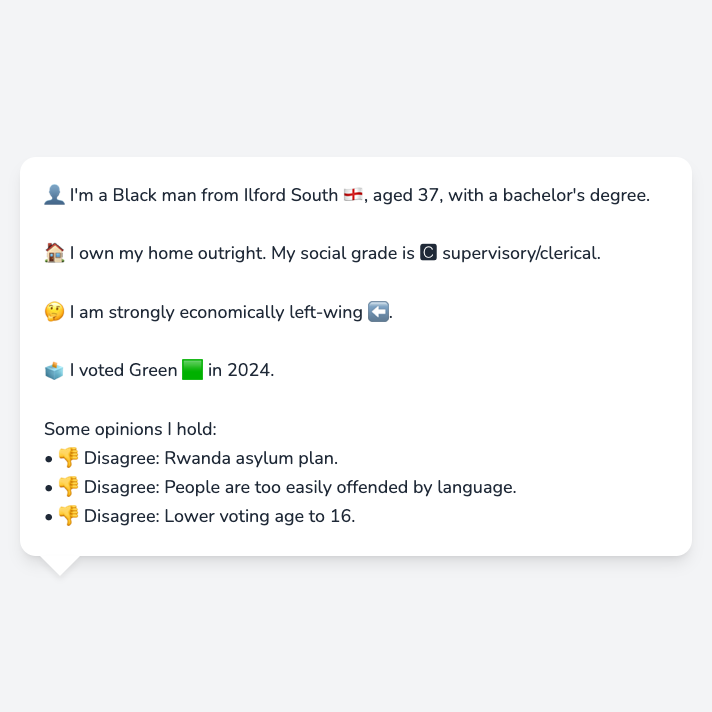 👤 I'm a Black man from Ilford South 🏴󠁧󠁢󠁥󠁮󠁧󠁿, aged 37, with a bachelor's degree.
🏠 I own my home outright. My social grade is 🅲 supervisory/clerical.
🤔 I am strongly economically left-wing ⬅️.
🗳️ I voted Green 🟩 in 2024.
Some opinions I hold:
• 👎 Disagree: Rwanda asylum plan.
• 👎 Disagree: People are too easily offended by language.
• 👎 Disagree: Lower voting age to 16.